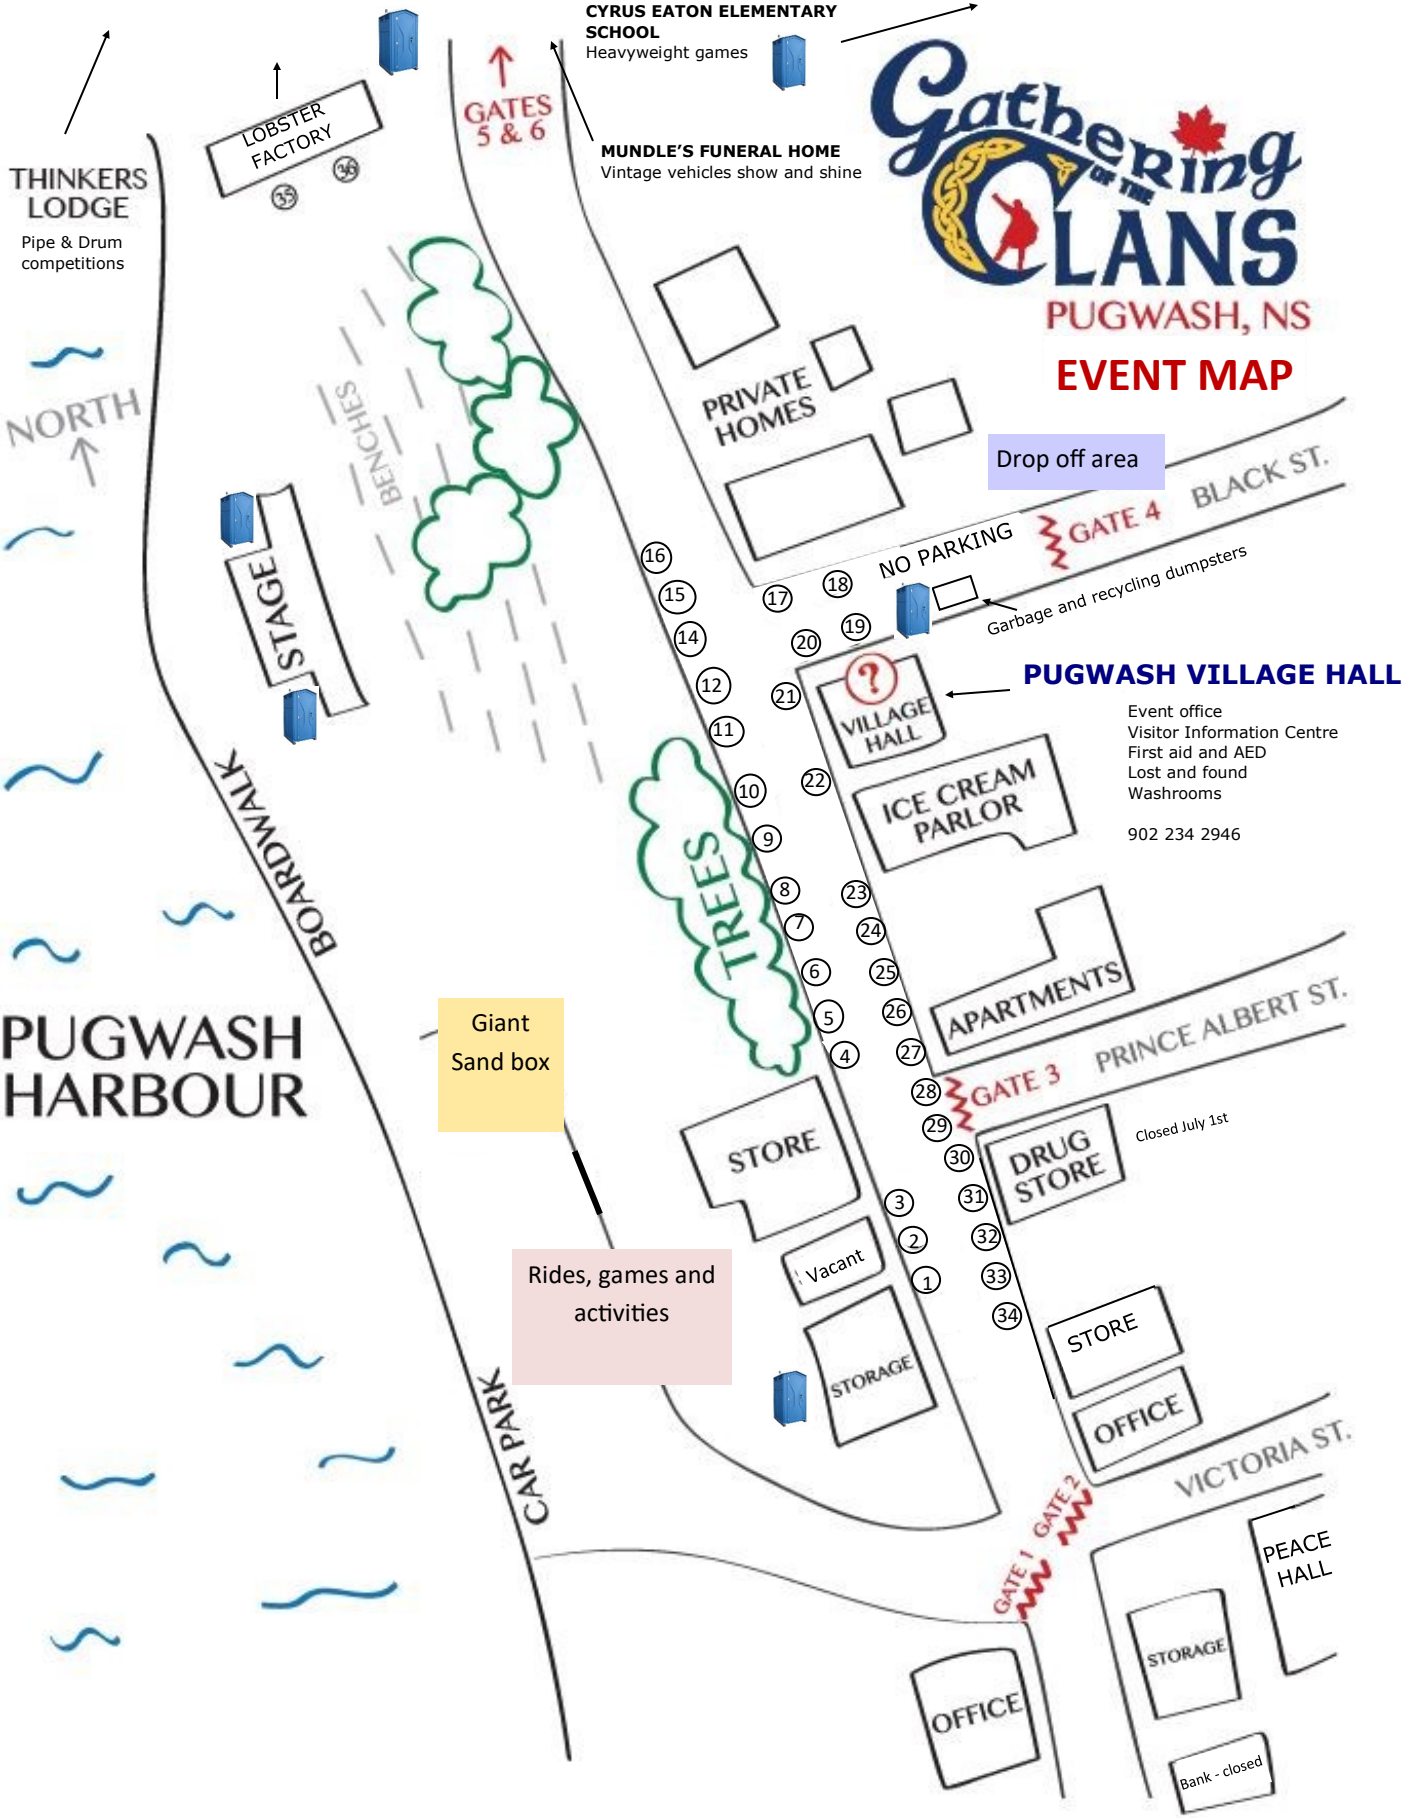 CYRUS EATON ELEMENTARY
SCHOOL
Heavyweight games
GATES
5 & 6
LOBSTER
FACTORY
35
36
MUNDLE'S FUNERAL HOME
Vintage vehicles show and shine
THINKERS
LODGE
Pipe & Drum
competitions
Gathering
OF THE
CLANS
PUGWASH, NS
EVENT MAP
NORTH
BENCHES
PRIVATE
HOMES
Drop off area
BLACK ST.
GATE 4
NO PARKING
Garbage and recycling dumpsters
STAGE
16
15
14
12
11
10
9
8
7
6
5
4
17
18
19
20
21
22
23
24
25
26
27
28
29
30
31
32
33
34
3
2
1
?
VILLAGE
HALL
PUGWASH VILLAGE HALL
Event office
Visitor Information Centre
First aid and AED
Lost and found
Washrooms
902 234 2946
ICE CREAM
PARLOR
BOARDWALK
TREES
APARTMENTS
PRINCE ALBERT ST.
GATE 3
PUGWASH
HARBOUR
Giant
Sand box
STORE
DRUG
STORE
Closed July 1st
Vacant
Rides, games and
activities
STORAGE
STORE
OFFICE
CAR PARK
VICTORIA ST.
GATE 2
GATE 1
PEACE
HALL
STORAGE
OFFICE
Bank - closed